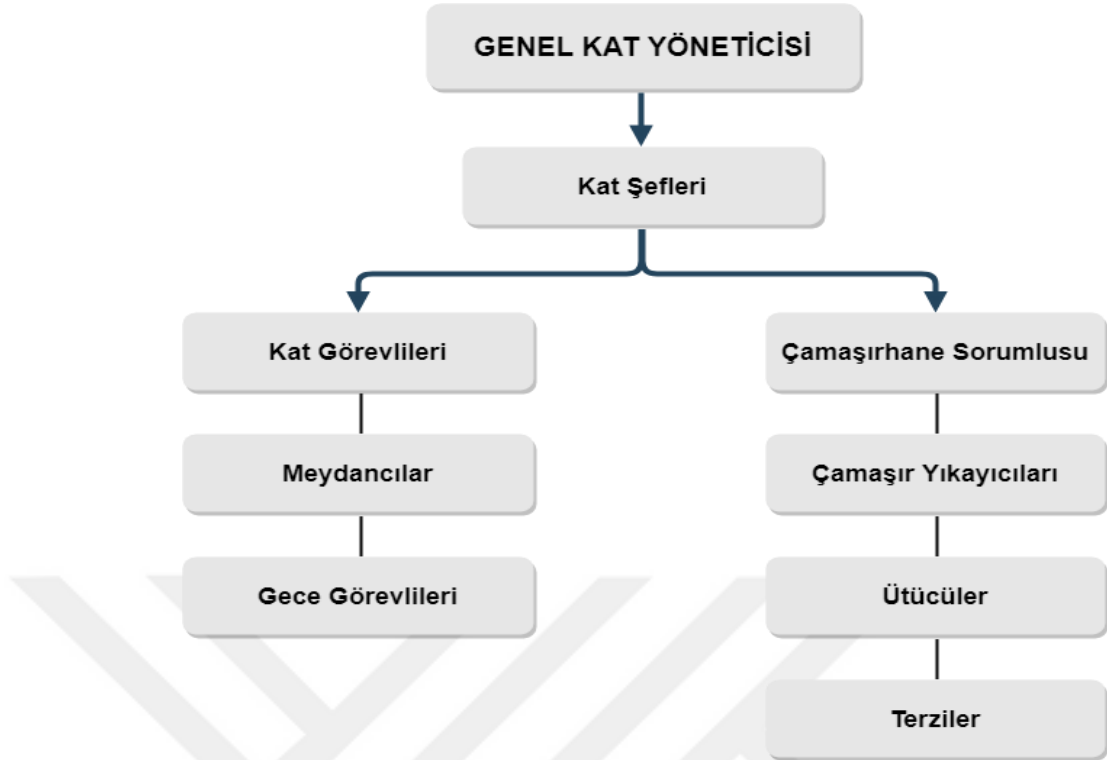 GENEL KAT YÖNETİCİSİ
Kat Şefleri
Kat Görevlileri
Çamaşırhane Sorumlusu
Meydancılar
Çamaşır Yıkayıcıları
Gece Görevlileri
Ütücüler
Terziler